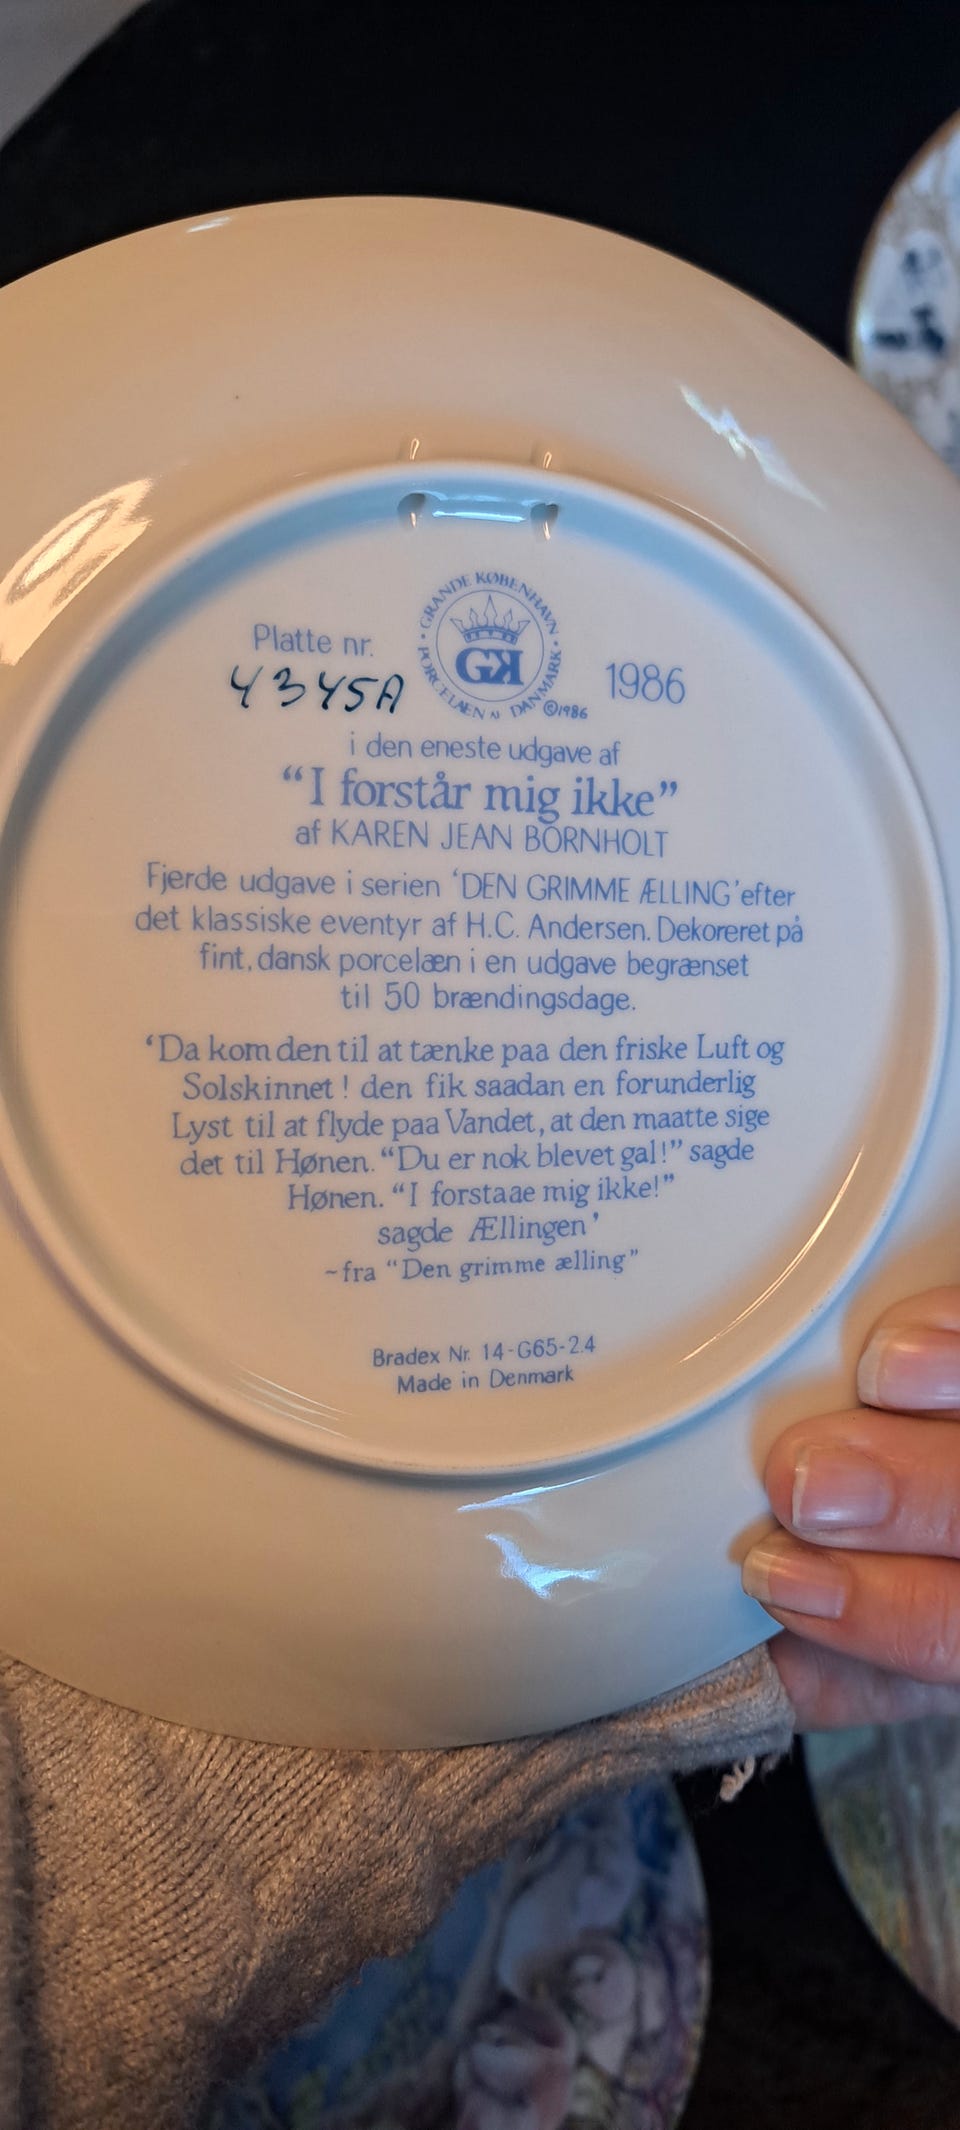 Platte nr.
4345A
GRANDE KØBENHAVN
GK
PORCELÆN AF DANMARK
©1986
1986
i den eneste udgave af
“I forstår mig ikke”
af KAREN JEAN BORNHOLT
Fjerde udgave i serien ‘DEN GRIMME ÆLLING’ efter
det klassiske eventyr af H.C. Andersen. Dekoreret på
fint, dansk porcelæn i en udgave begrænset
til 50 brændingsdage.
‘Da kom den til at tænke paa den friske Luft og
Solskinnet! den fik saadan en forunderlig
Lyst til at flyde paa Vandet, at den maatte sige
det til Hønen. “Du er nok blevet gal!” sagde
Hønen. “I forstaae mig ikke!”
sagde Ællingen’
~fra “Den grimme ælling”
Bradex Nr. 14-G65-2.4
Made in Denmark